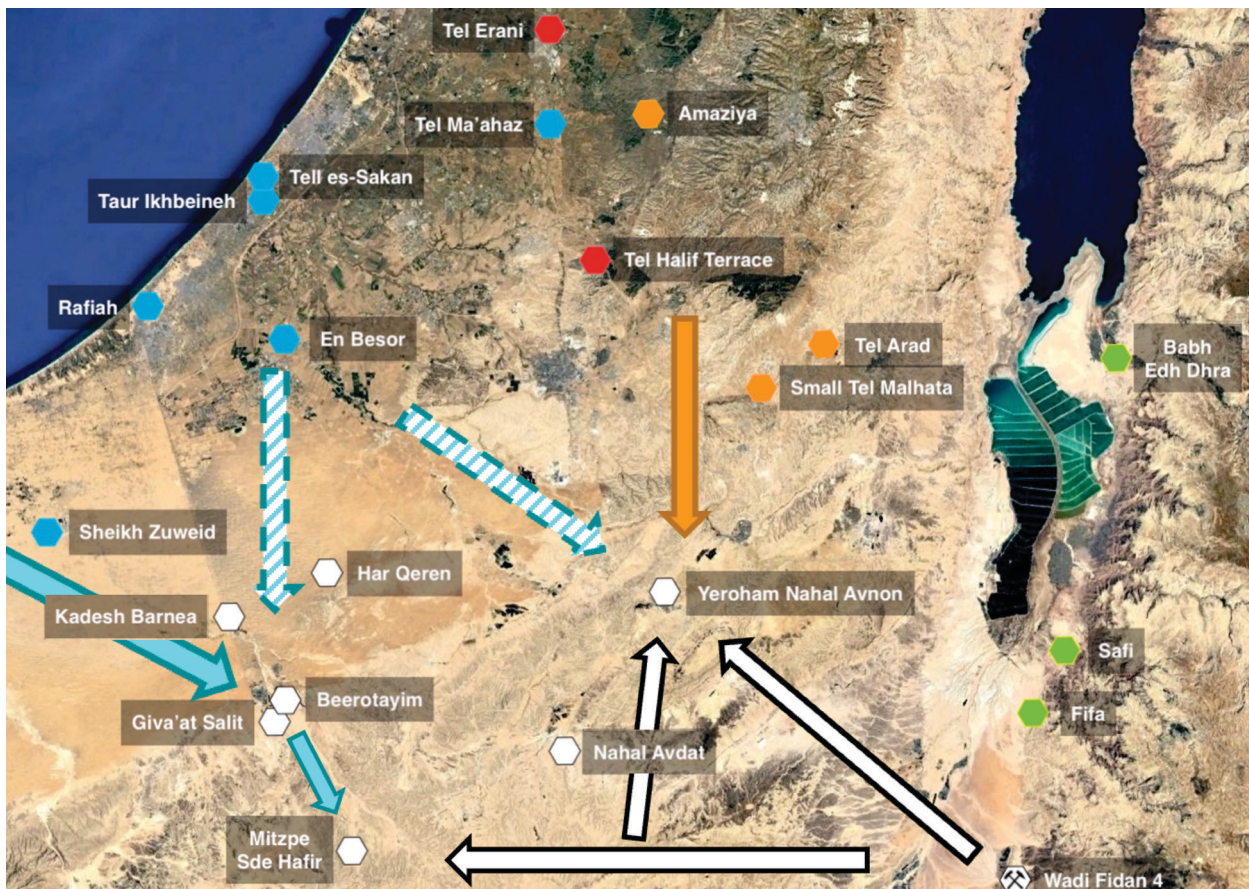 Tel Erani
Tel Ma'ahaz
Amaziya
Tell es-Sakan
Taur Ikhbeineh
Tel Halif Terrace
Rafiah
En Besor
Tel Arad
Babh
Edh Dhra
Small Tel Malhata
Sheikh Zuweid
Har Qeren
Yeroham Nahal Avnon
Kadesh Barnea
Safi
Beerotayim
Giva'at Salit
Fifa
Nahal Avdat
Mitzpe
Sde Hafir
Wadi Fidan 4